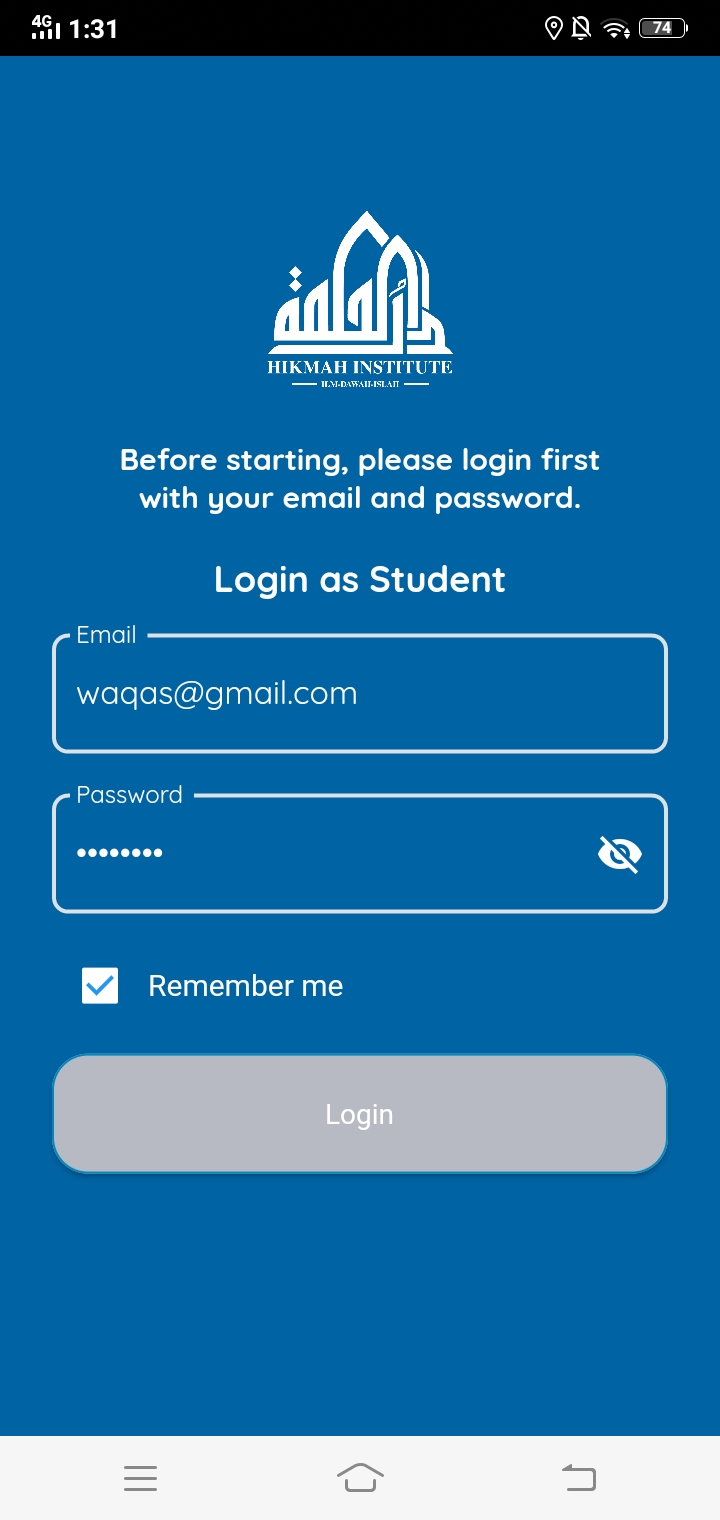 4G 1:31 74
HIKMAH INSTITUTE
ILM-DAWAH-ISLAH
Before starting, please login first
with your email and password.
Login as Student
Email
waqas@gmail.com
Password
••••••••
Remember me
Login